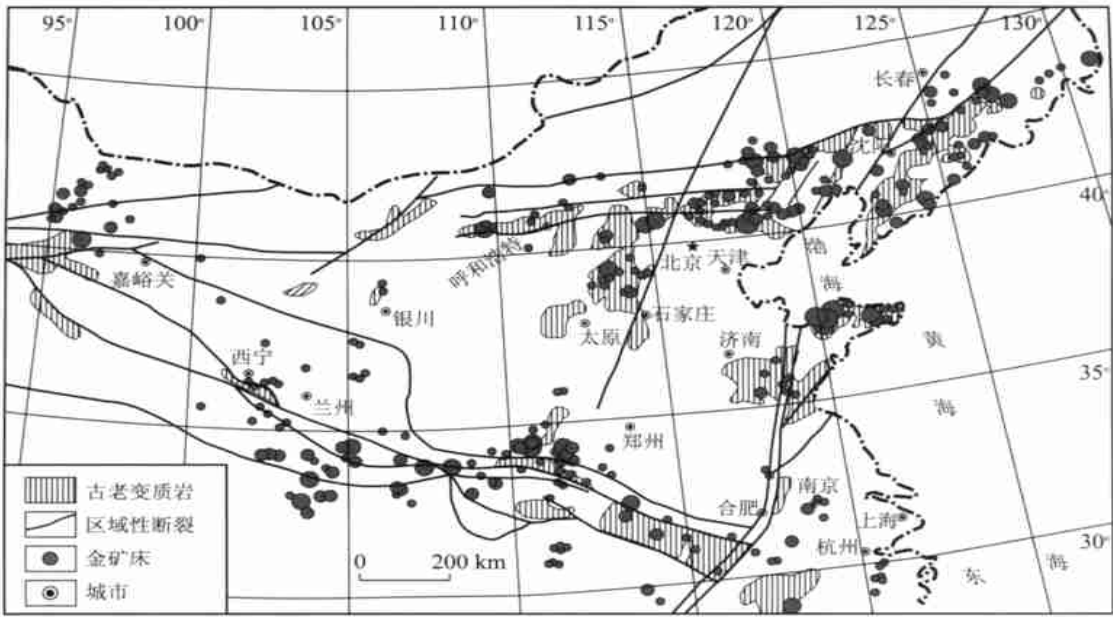 95° 100° 105° 110° 115° 120° 125° 130°
长春
沈阳
40°
呼和浩特
北京
天津
渤
海
嘉峪关
银川
太原
石家庄
济南
黄
海
35°
西宁
兰州
郑州
古老变质岩
区域性断裂
金矿床
城市
0 200 km
合肥
南京
上海
杭州
30°
东
海